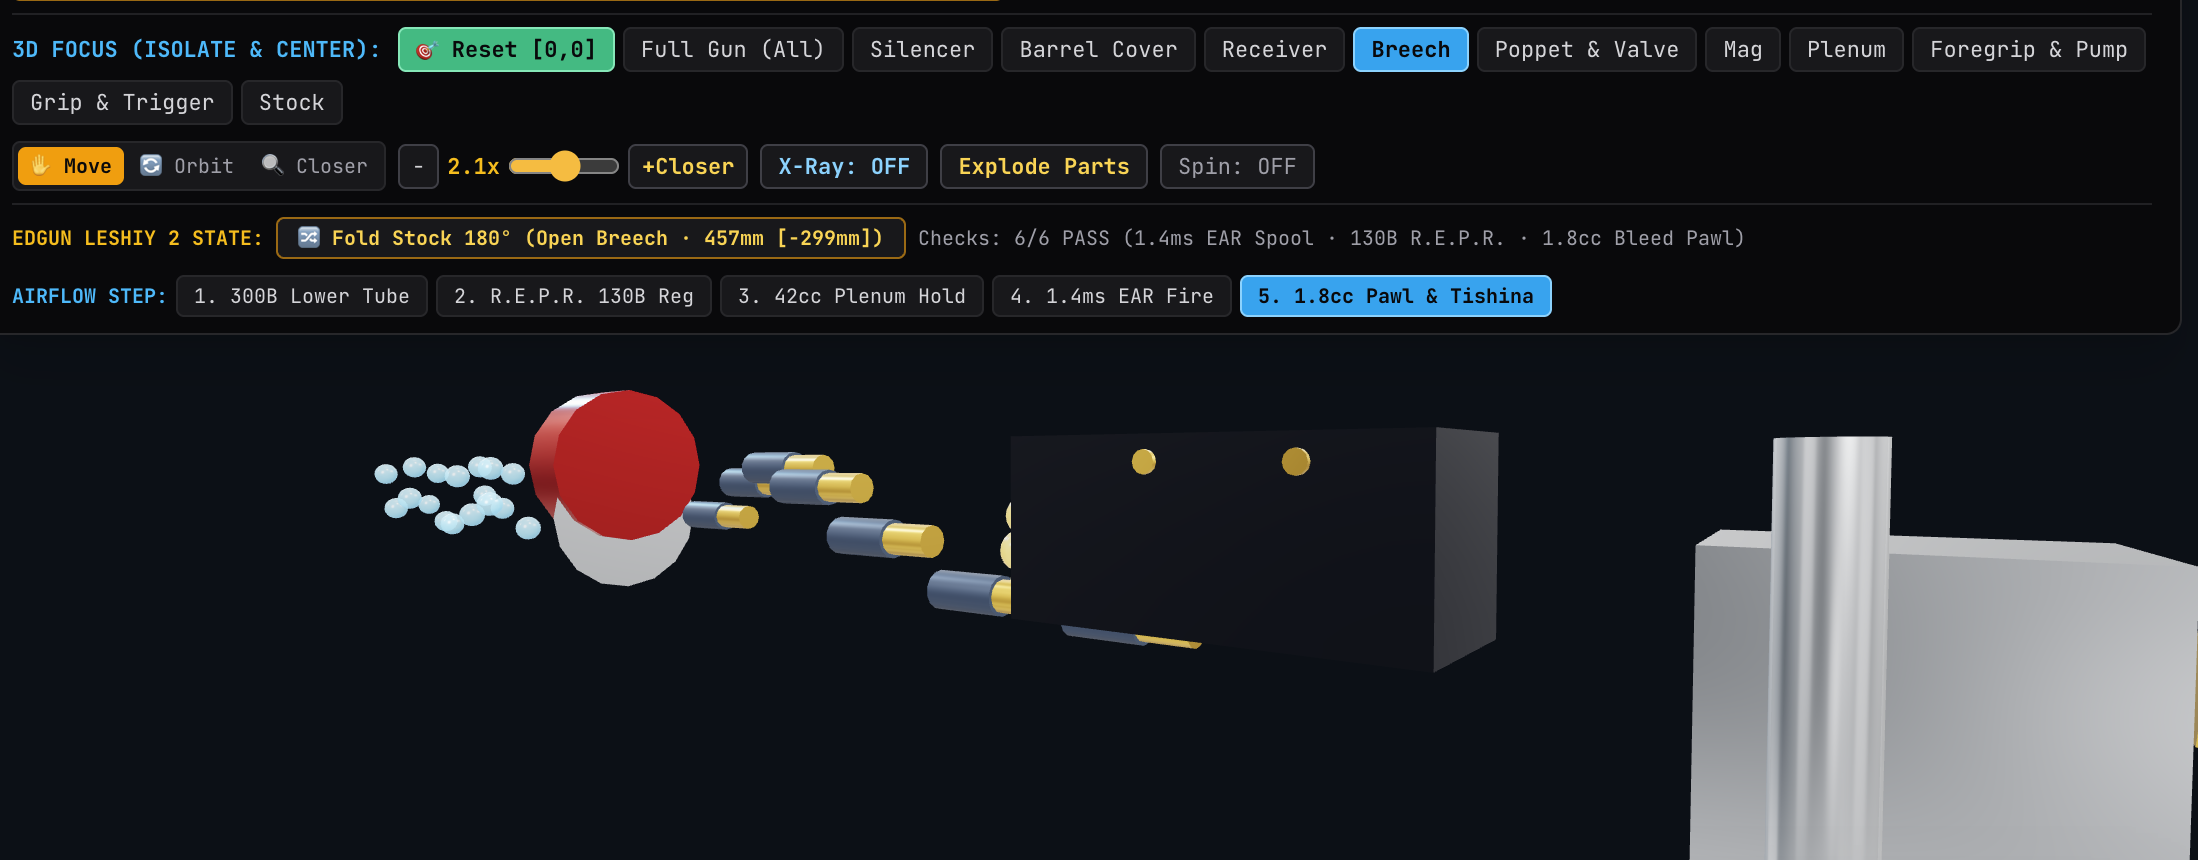 3D FOCUS (ISOLATE & CENTER): 🎯 Reset [0,0] Full Gun (All) Silencer Barrel Cover Receiver Breech Poppet & Valve Mag Plenum Foregrip & Pump
Grip & Trigger Stock
✋ Move 🔄 Orbit 🔍 Closer - 2.1x +Closer X-Ray: OFF Explode Parts Spin: OFF
EDGUN LESHIY 2 STATE: 🔀 Fold Stock 180° (Open Breech · 457mm [-299mm]) Checks: 6/6 PASS (1.4ms EAR Spool · 130B R.E.P.R. · 1.8cc Bleed Pawl)
AIRFLOW STEP: 1. 300B Lower Tube 2. R.E.P.R. 130B Reg 3. 42cc Plenum Hold 4. 1.4ms EAR Fire 5. 1.8cc Pawl & Tishina